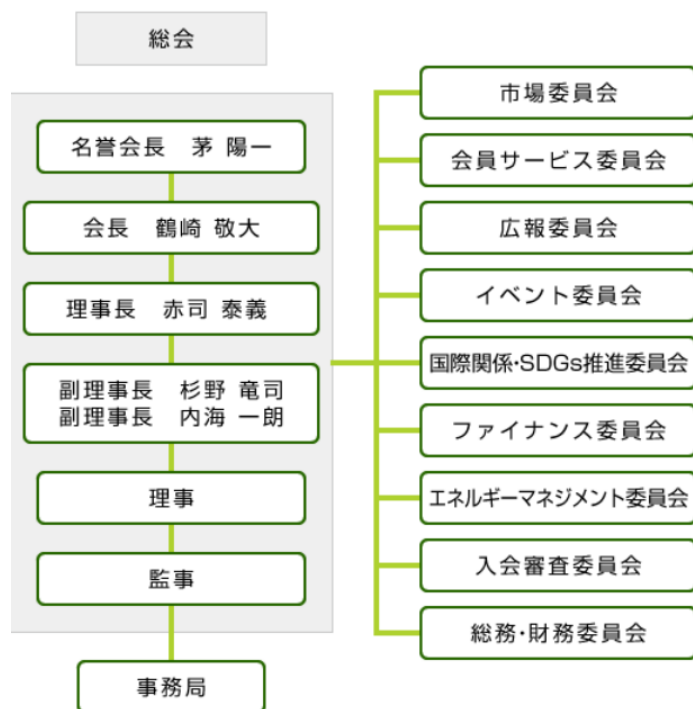 総会
名誉会長 茅 陽一
会長 鶴崎 敬大
理事長 赤司 泰義
副理事長 杉野 竜司
副理事長 内海 一朗
理事
監事
事務局
市場委員会
会員サービス委員会
広報委員会
イベント委員会
国際関係・SDGs推進委員会
ファイナンス委員会
エネルギーマネジメント委員会
入会審査委員会
総務・財務委員会